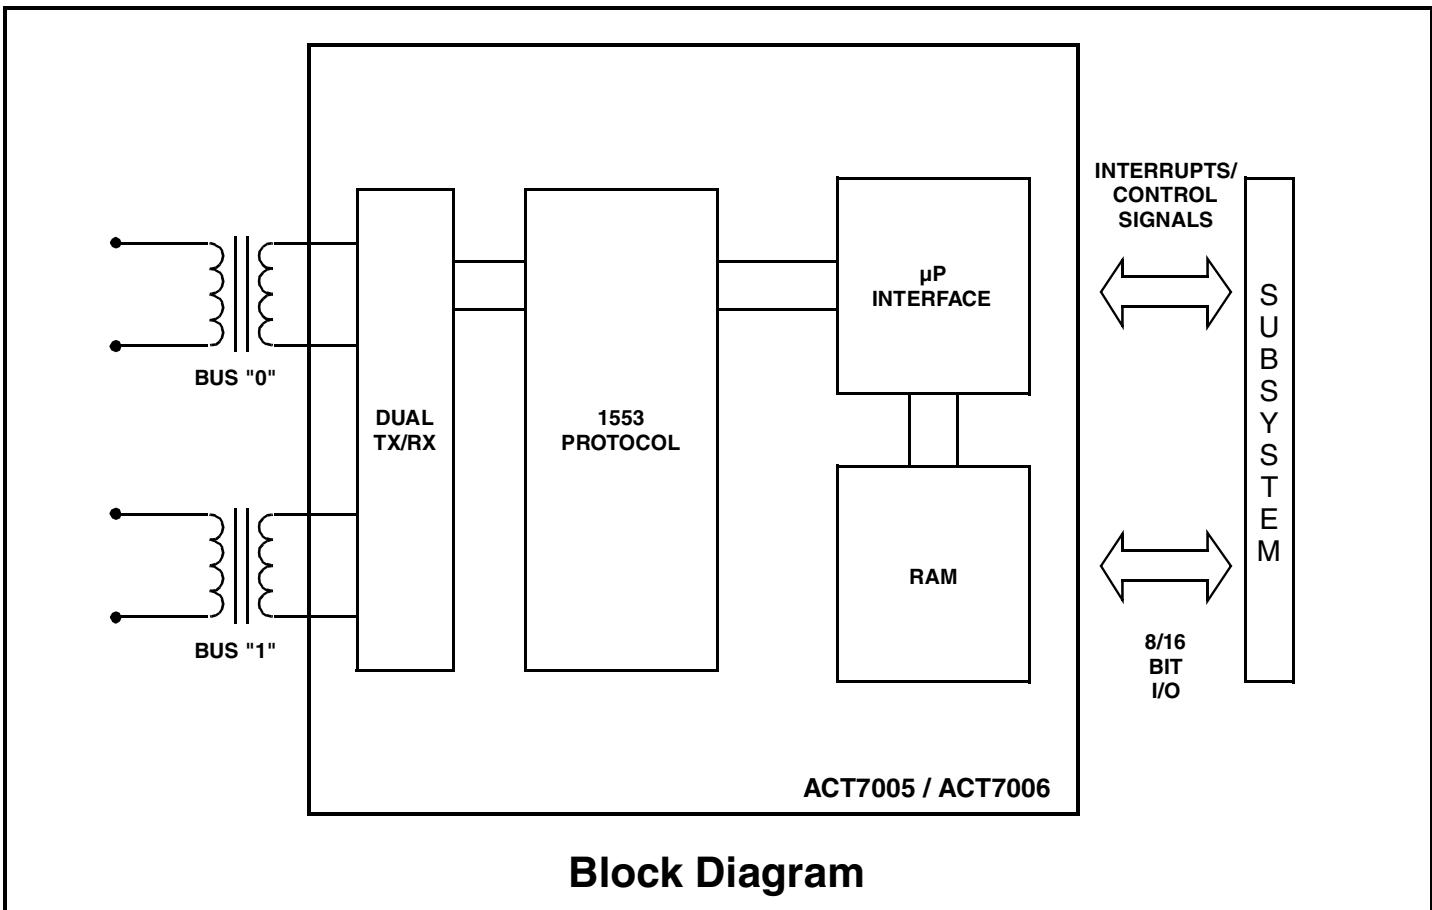 INTERRUPTS/
CONTROL
SIGNALS
µP
INTERFACE
SUBSYSTEM
BUS "0"
DUAL
TX/RX
1553
PROTOCOL
RAM
BUS "1"
8/16
BIT
I/O
ACT7005 / ACT7006
Block Diagram